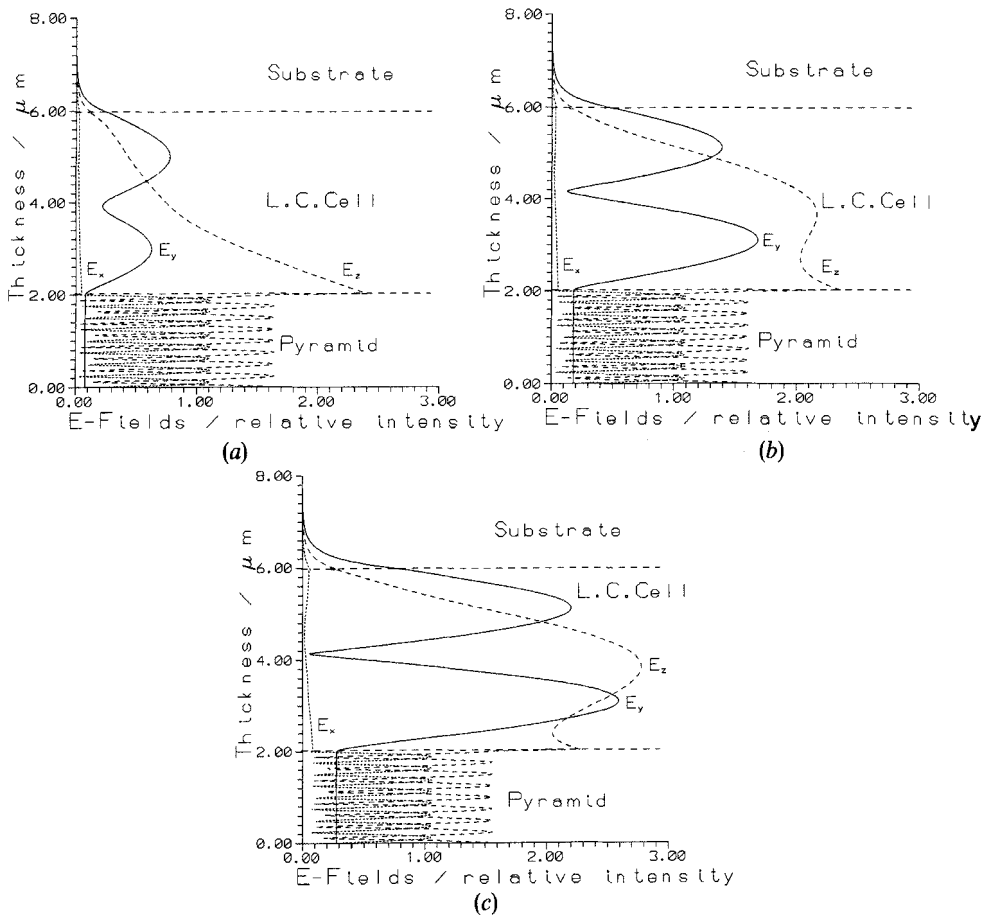 8.00
Substrate
6.00
L.C.Cell
4.00
Thickness / μm
Ex
Ey
Ez
2.00
Pyramid
0.00
0.00 1.00 2.00 3.00
E-Fields / relative intensity
(a)
8.00
Substrate
6.00
L.C.Cell
4.00
Thickness / μm
Ex
Ey
Ez
2.00
Pyramid
0.00
0.00 1.00 2.00 3.00
E-Fields / relative intensity
(b)
8.00
Substrate
6.00
L.C.Cell
4.00
Thickness / μm
Ez
Ey
Ex
2.00
Pyramid
0.00
0.00 1.00 2.00 3.00
E-Fields / relative intensity
(c)